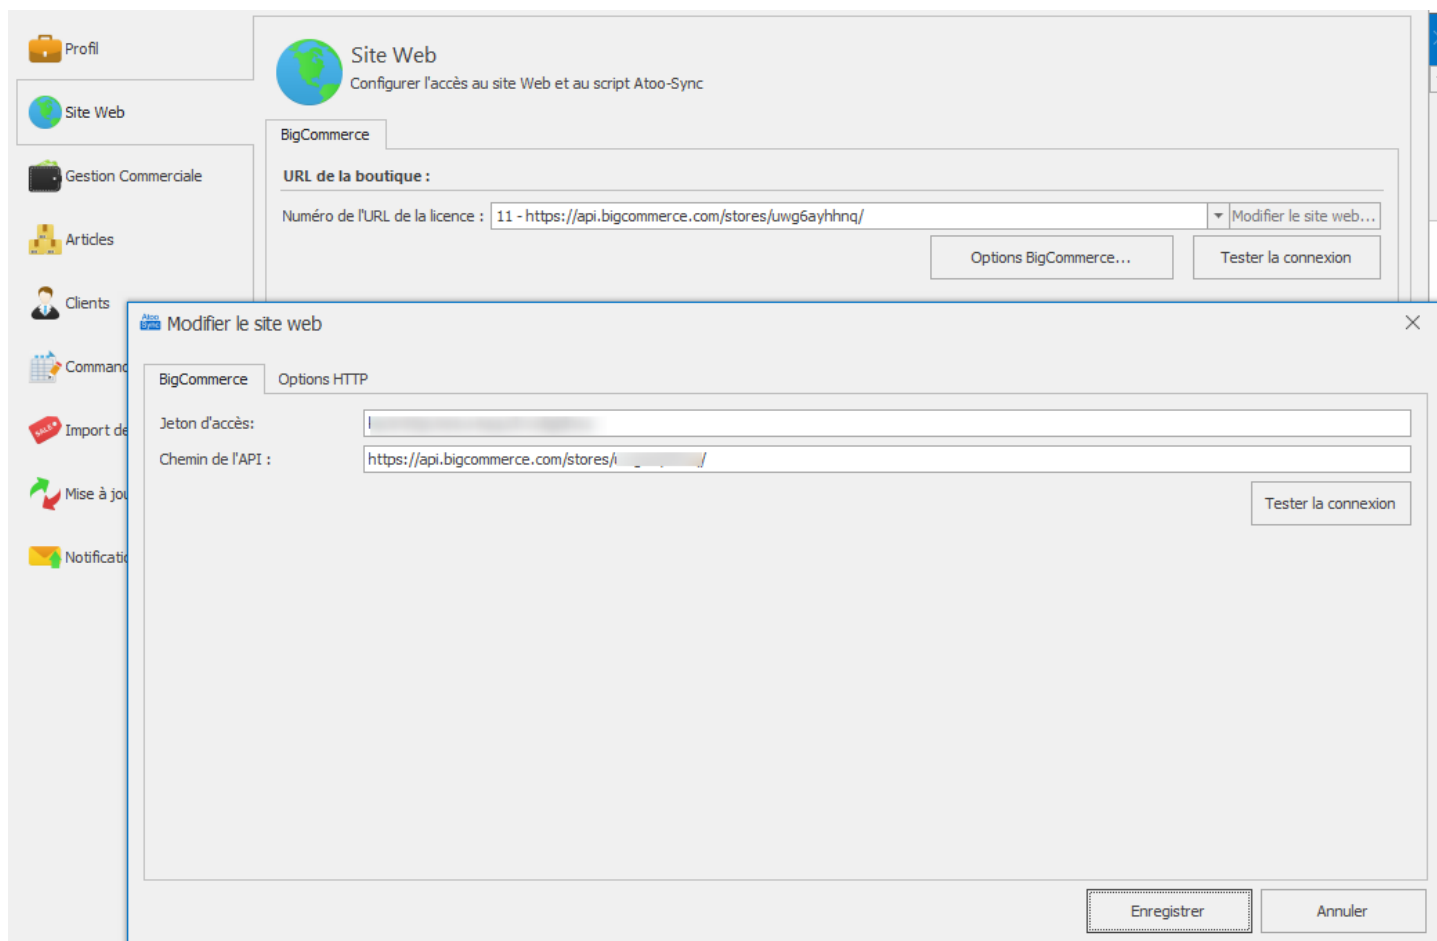 Profil
Site Web
Gestion Commerciale
Articles
Clients
Command
Import de
Mise à jou
Notificatio
Site Web
Configurer l'accès au site Web et au script Atoo-Sync
BigCommerce
URL de la boutique :
Numéro de l'URL de la licence : 11 - https://api.bigcommerce.com/stores/uwg6ayhhnq/ Modifier le site web...
Options BigCommerce... Tester la connexion
Atoo Sync Modifier le site web
BigCommerce Options HTTP
Jeton d'accès:
Chemin de l'API : https://api.bigcommerce.com/stores/
Tester la connexion
Enregistrer Annuler